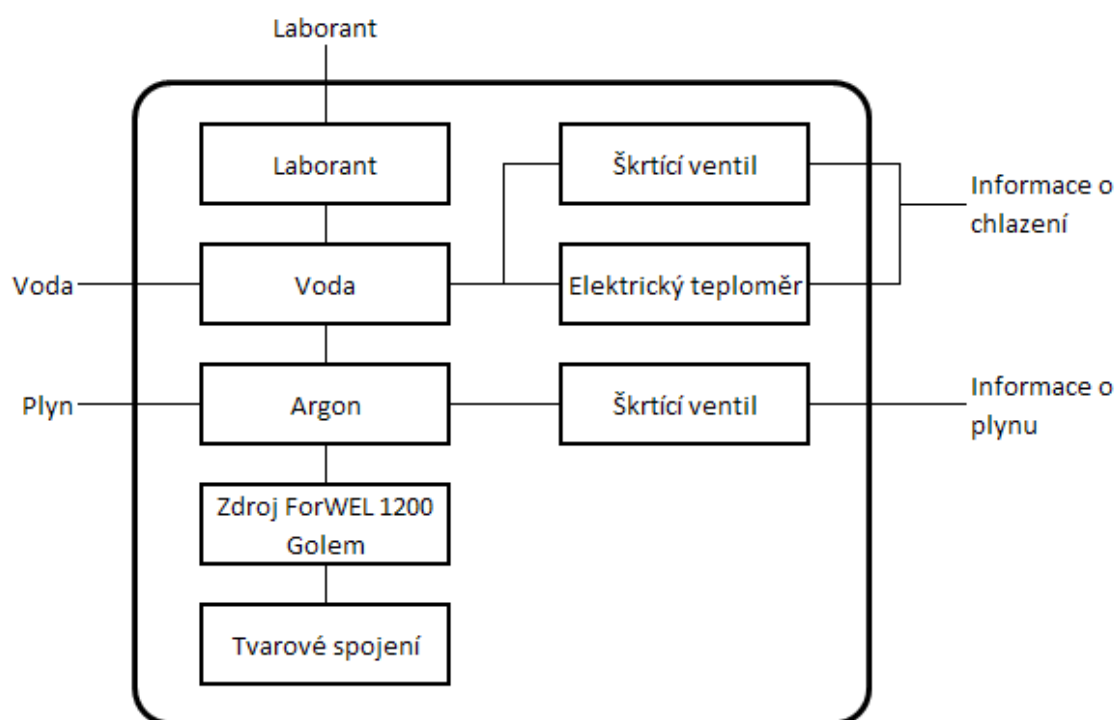 Laborant
Laborant
Škrtící ventil
Informace o
chlazení
Voda
Voda
Elektrický teploměr
Plyn
Argon
Škrtící ventil
Informace o
plynu
Zdroj ForWEL 1200
Golem
Tvarové spojení